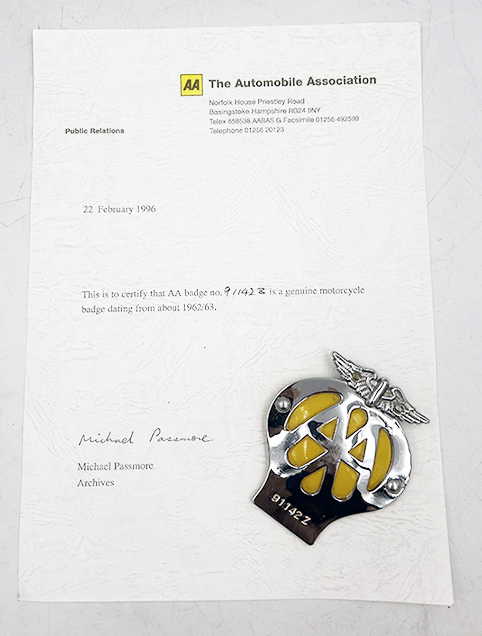 AA The Automobile Association
Norfolk House Priestley Road
Basingstoke Hampshire RG24 9NY
Telex 858538 AABAS G Facsimile 01256 492599
Telephone 01256 20123
Public Relations
22 February 1996
This is to certify that AA badge no. 91142Z is a genuine motorcycle
badge dating from about 1962/63.
Michael Passmore
Michael Passmore
Archives
AA
91142Z